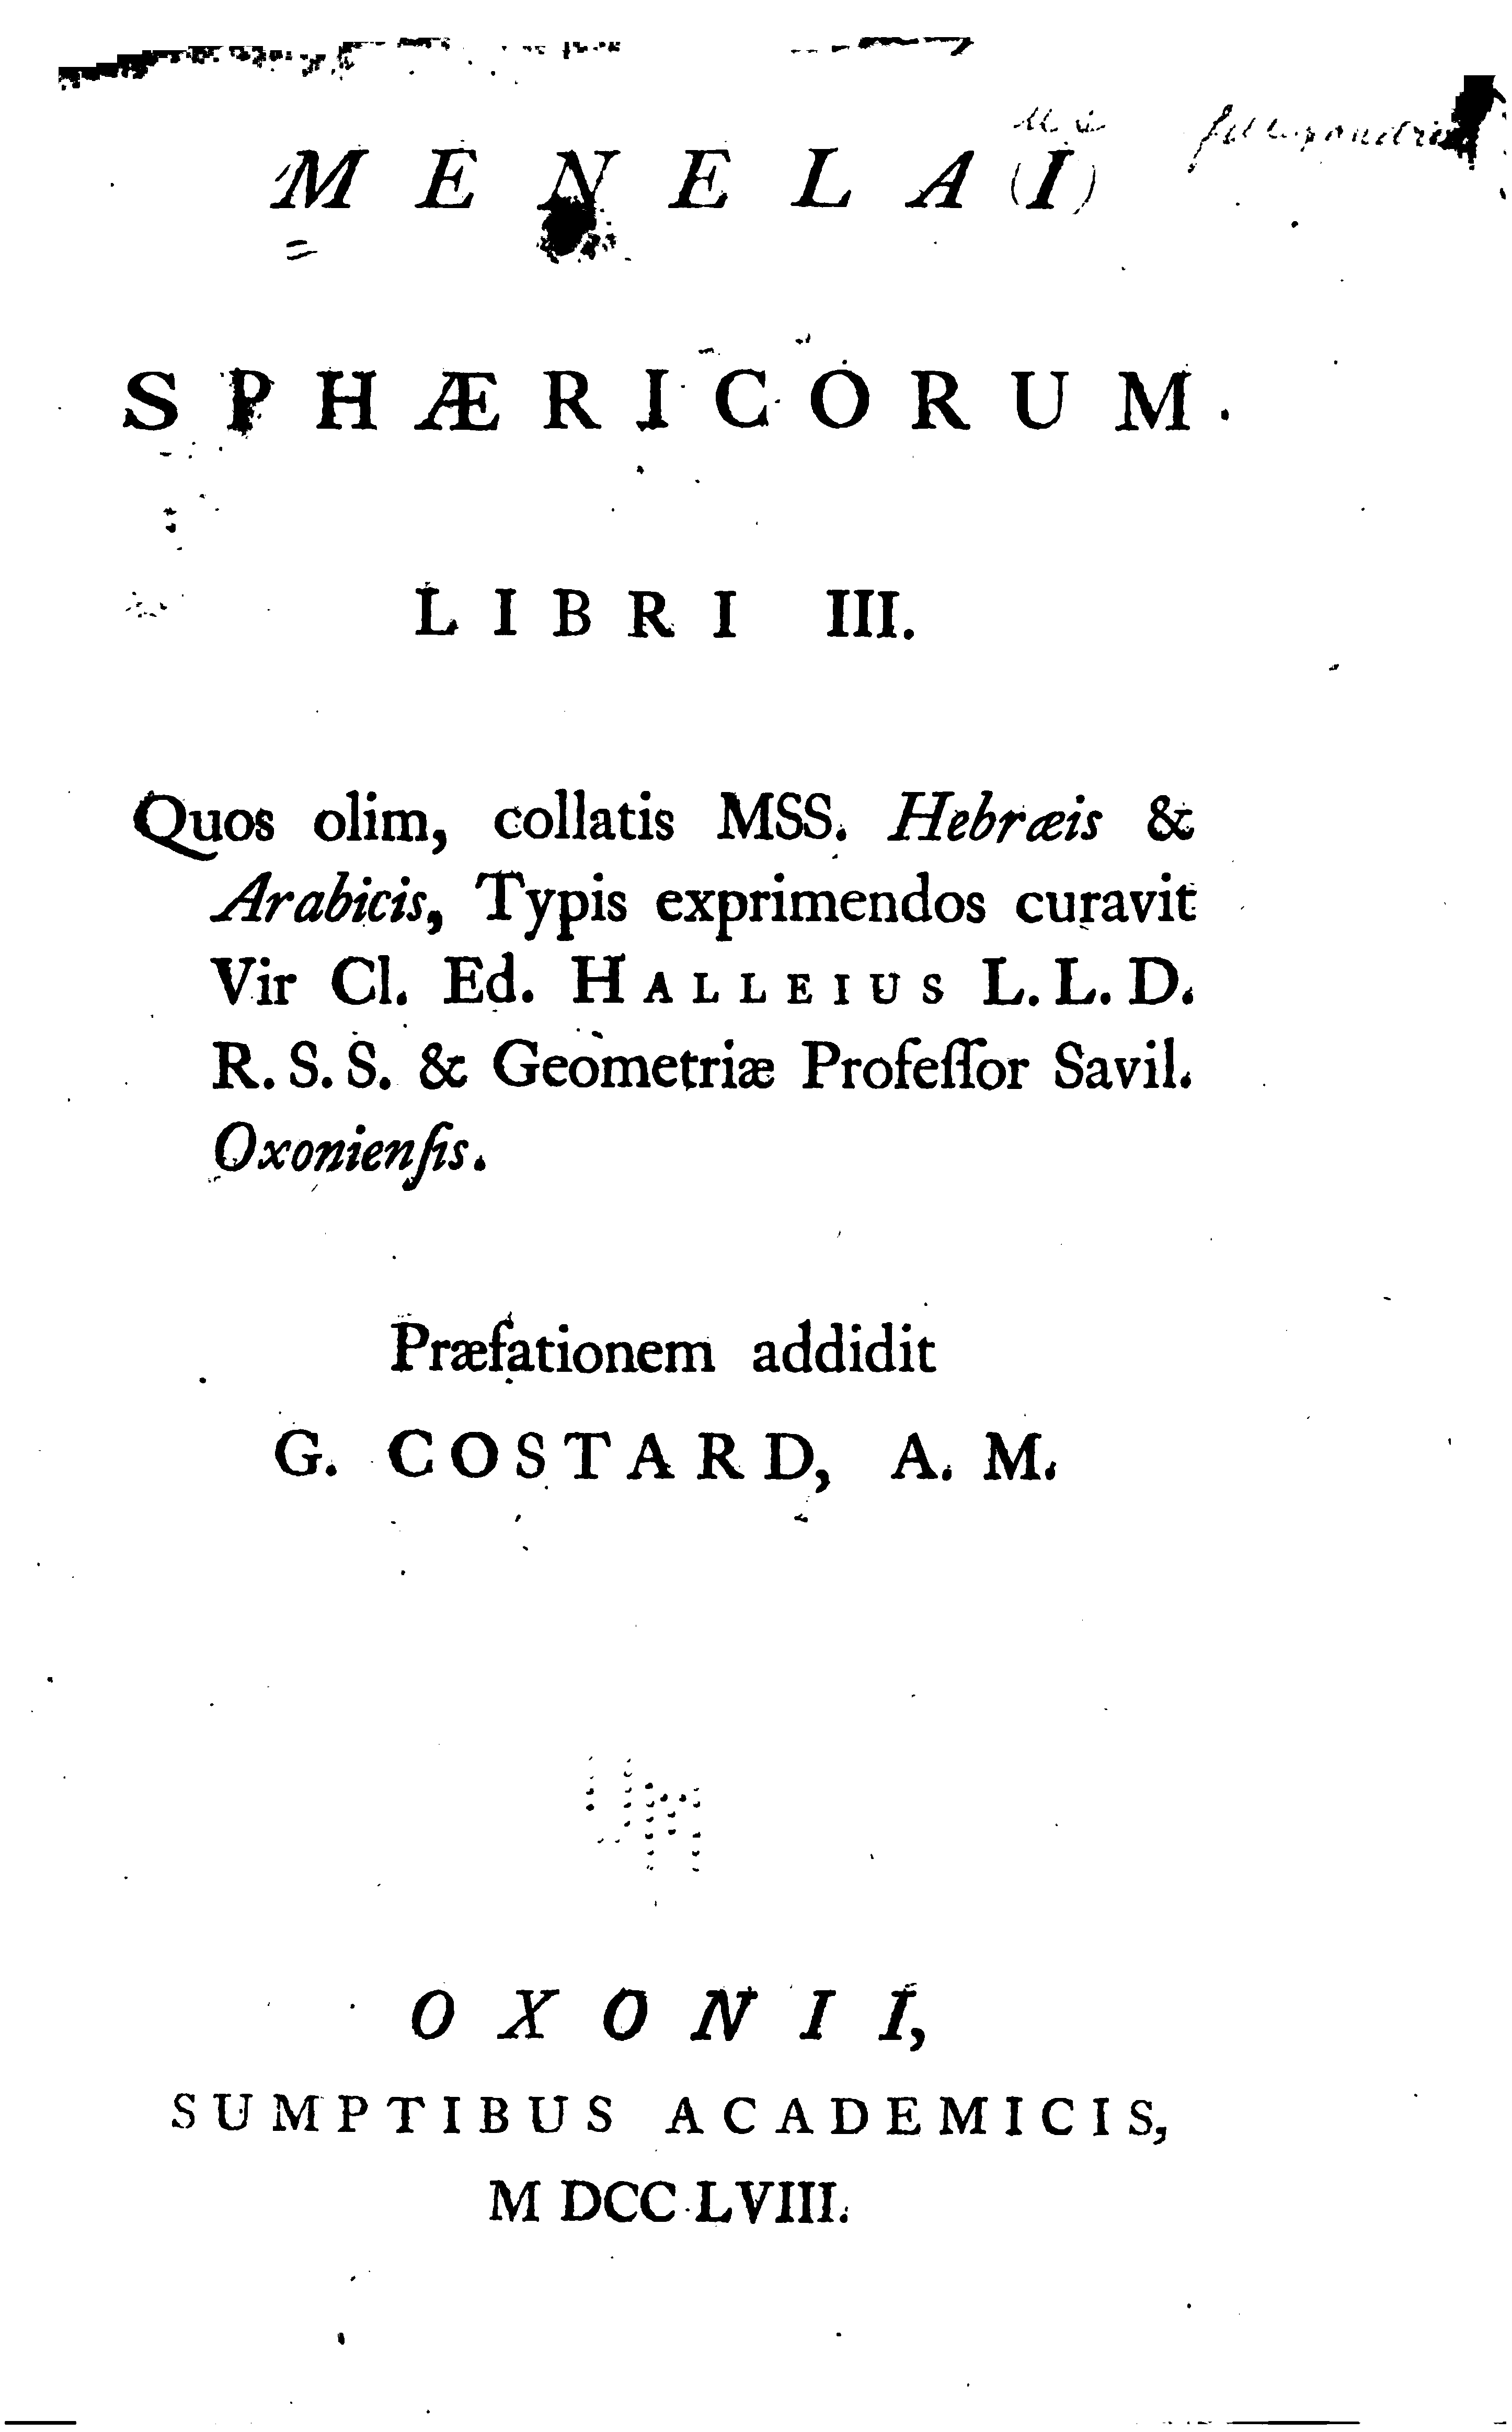 MENELAI
SPHÆRICORUM.
LIBRI III.
Quos olim, collatis MSS. Hebræis &
Arabicis, Typis exprimendos curavit
Vir Cl. Ed. HALLEIUS L. L. D.
R. S. S. & Geometriæ Profeſſor Savil.
Oxonienſis.
Præfationem addidit
G. COSTARD, A. M.
OXONII,
SUMPTIBUS ACADEMICIS,
M DCC LVIII.